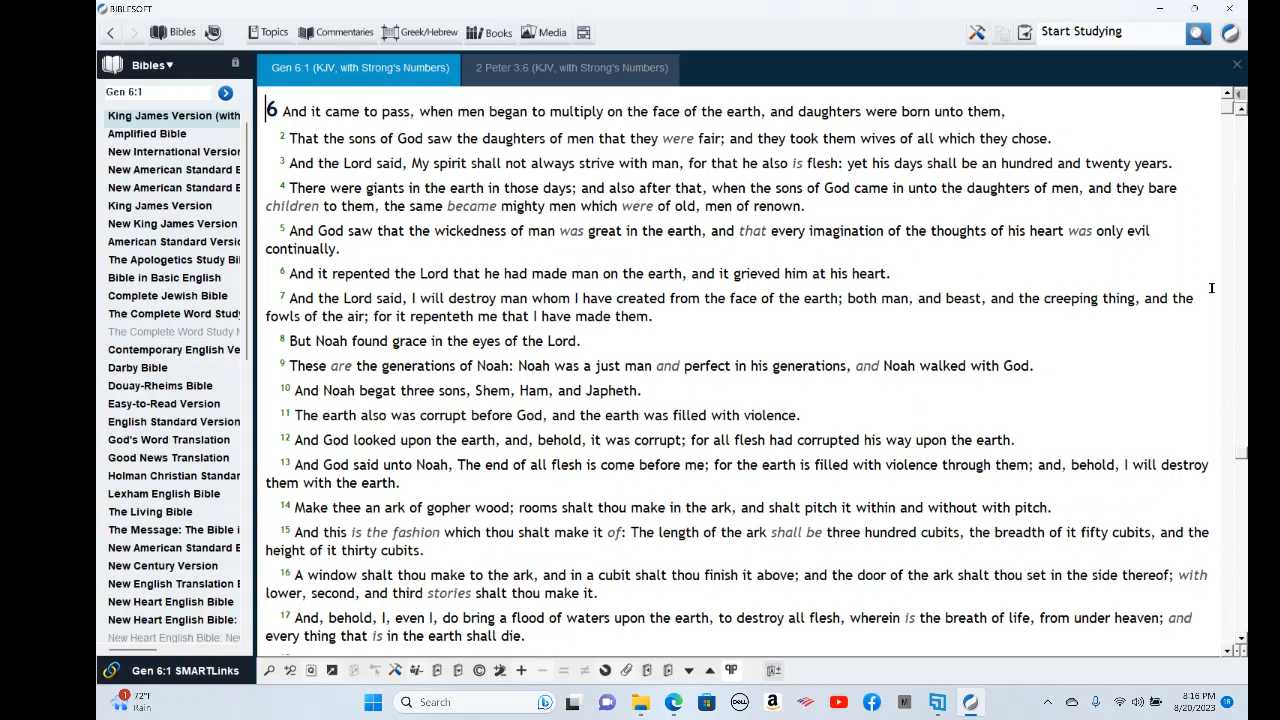 BIBLESOFT
Bibles Topics Commentaries Greek/Hebrew Books Media Start Studying
Bibles▾
Gen 6:1 (KJV, with Strong's Numbers) 2 Peter 3:6 (KJV, with Strong's Numbers)
Gen 6:1
King James Version (with
Amplified Bible
New International Version
New American Standard B
New American Standard B
King James Version
New King James Version
American Standard Versio
The Apologetics Study Bi
Bible in Basic English
Complete Jewish Bible
The Complete Word Study
The Complete Word Study N
Contemporary English Ve
Darby Bible
Douay-Rheims Bible
Easy-to-Read Version
English Standard Version
God's Word Translation
Good News Translation
Holman Christian Standar
Lexham English Bible
The Living Bible
The Message: The Bible i
New American Standard B
New Century Version
New English Translation B
New Heart English Bible
New Heart English Bible:
New Heart English Bible: Ne
Gen 6:1 SMARTLinks
6 And it came to pass, when men began to multiply on the face of the earth, and daughters were born unto them,
2 That the sons of God saw the daughters of men that they were fair; and they took them wives of all which they chose.
3 And the Lord said, My spirit shall not always strive with man, for that he also is flesh: yet his days shall be an hundred and twenty years.
4 There were giants in the earth in those days; and also after that, when the sons of God came in unto the daughters of men, and they bare
children to them, the same became mighty men which were of old, men of renown.
5 And God saw that the wickedness of man was great in the earth, and that every imagination of the thoughts of his heart was only evil
continually.
6 And it repented the Lord that he had made man on the earth, and it grieved him at his heart.
7 And the Lord said, I will destroy man whom I have created from the face of the earth; both man, and beast, and the creeping thing, and the
fowls of the air; for it repenteth me that I have made them.
8 But Noah found grace in the eyes of the Lord.
9 These are the generations of Noah: Noah was a just man and perfect in his generations, and Noah walked with God.
10 And Noah begat three sons, Shem, Ham, and Japheth.
11 The earth also was corrupt before God, and the earth was filled with violence.
12 And God looked upon the earth, and, behold, it was corrupt; for all flesh had corrupted his way upon the earth.
13 And God said unto Noah, The end of all flesh is come before me; for the earth is filled with violence through them; and, behold, I will destroy
them with the earth.
14 Make thee an ark of gopher wood; rooms shalt thou make in the ark, and shalt pitch it within and without with pitch.
15 And this is the fashion which thou shalt make it of: The length of the ark shall be three hundred cubits, the breadth of it fifty cubits, and the
height of it thirty cubits.
16 A window shalt thou make to the ark, and in a cubit shalt thou finish it above; and the door of the ark shalt thou set in the side thereof; with
lower, second, and third stories shalt thou make it.
17 And, behold, I, even I, do bring a flood of waters upon the earth, to destroy all flesh, wherein is the breath of life, from under heaven; and
every thing that is in the earth shall die.
1 72°F
Rain
Search
DELL
8:16 PM
8/20/2023